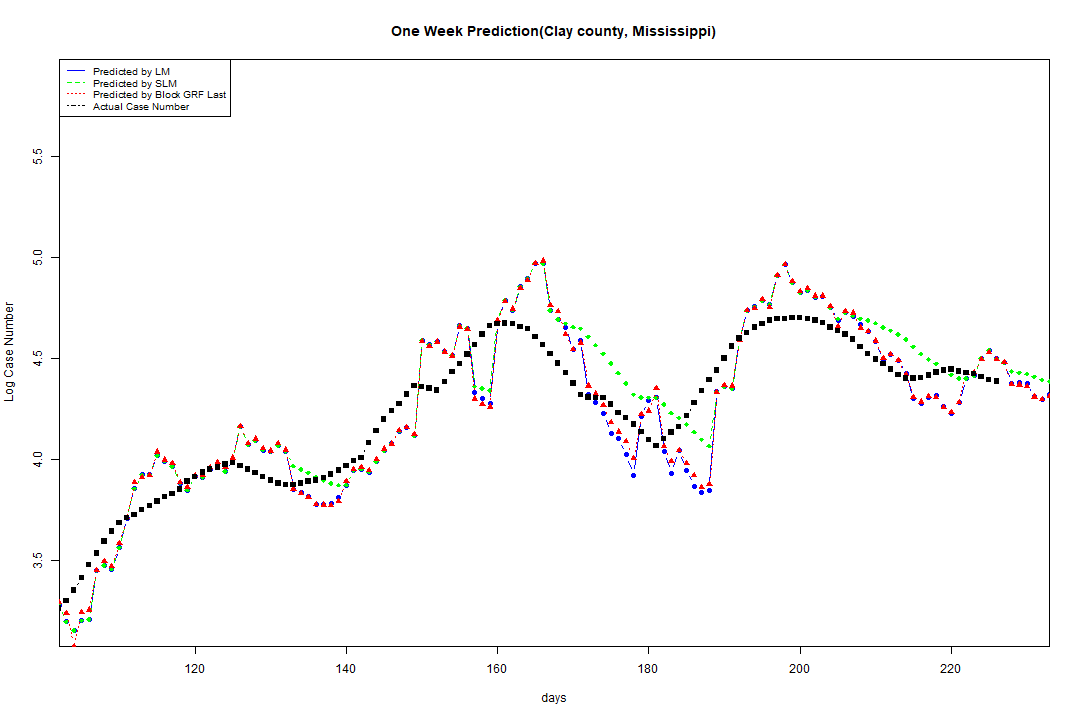 One Week Prediction(Clay county, Mississippi)
Predicted by LM
Predicted by SLM
Predicted by Block GRF Last
Actual Case Number
5.5
5.0
4.5
4.0
3.5
Log Case Number
120 140 160 180 200 220
days